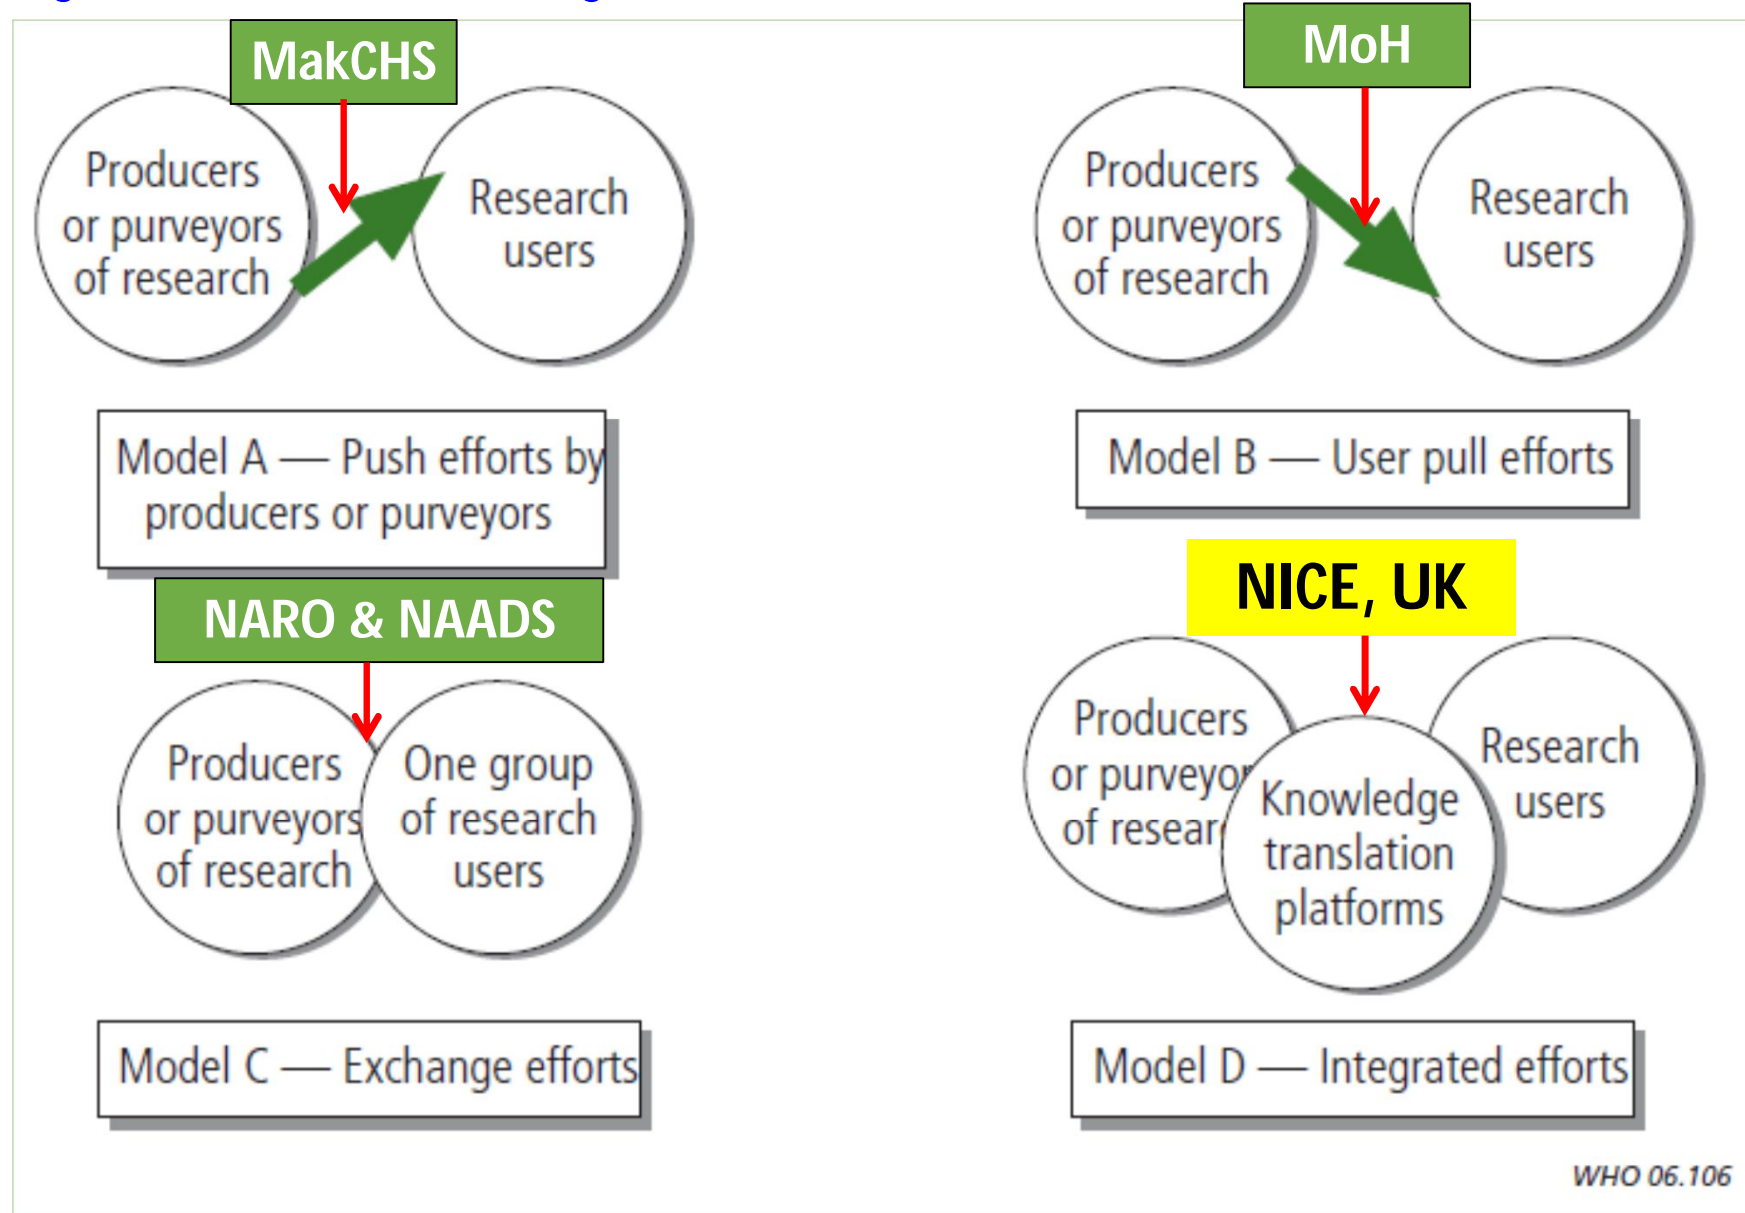 MakCHS
Producers
or purveyors
of research
Research
users
Model A — Push efforts by
producers or purveyors
MoH
Producers
or purveyors
of research
Research
users
Model B — User pull efforts
NARO & NAADS
Producers
or purveyors
of research
One group
of research
users
Model C — Exchange efforts
NICE, UK
Producers
or purveyor
of resear
Knowledge
translation
platforms
Research
users
Model D — Integrated efforts
WHO 06.106